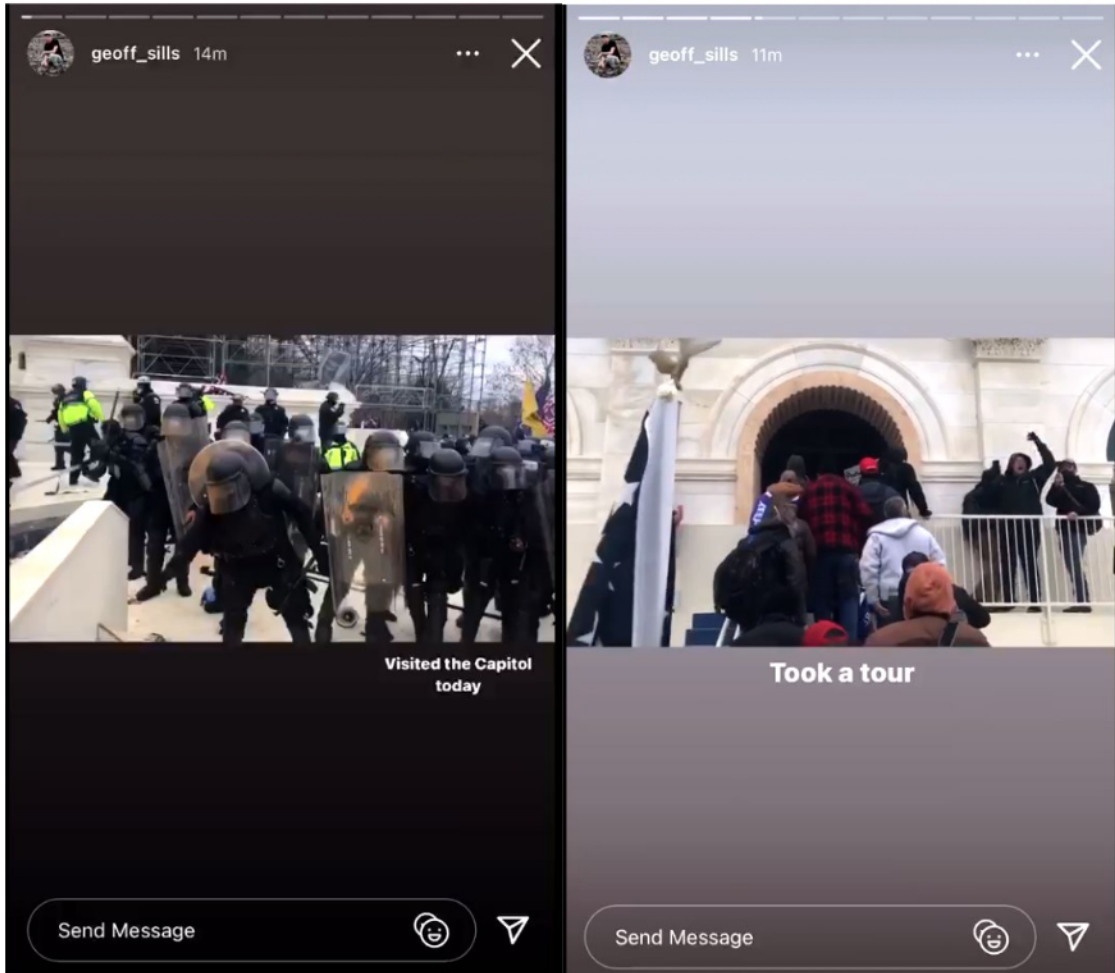 geoff_sills 14m
Visited the Capitol
today
Send Message
geoff_sills 11m
Took a tour
Send Message